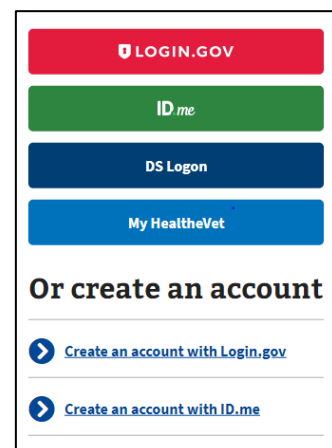 LOGIN.GOV
ID.me
DS Logon
My HealtheVet
Or create an account
Create an account with Login.gov
Create an account with ID.me